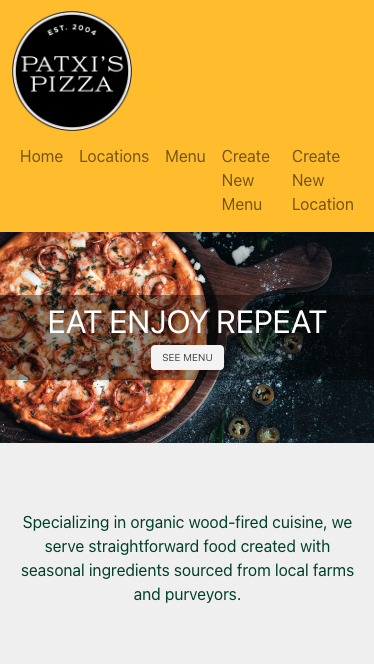 EST. 2004
PATXI'S
PIZZA
Home Locations Menu Create New Menu Create New Location
EAT ENJOY REPEAT
SEE MENU
Specializing in organic wood-fired cuisine, we
serve straightforward food created with
seasonal ingredients sourced from local farms
and purveyors.